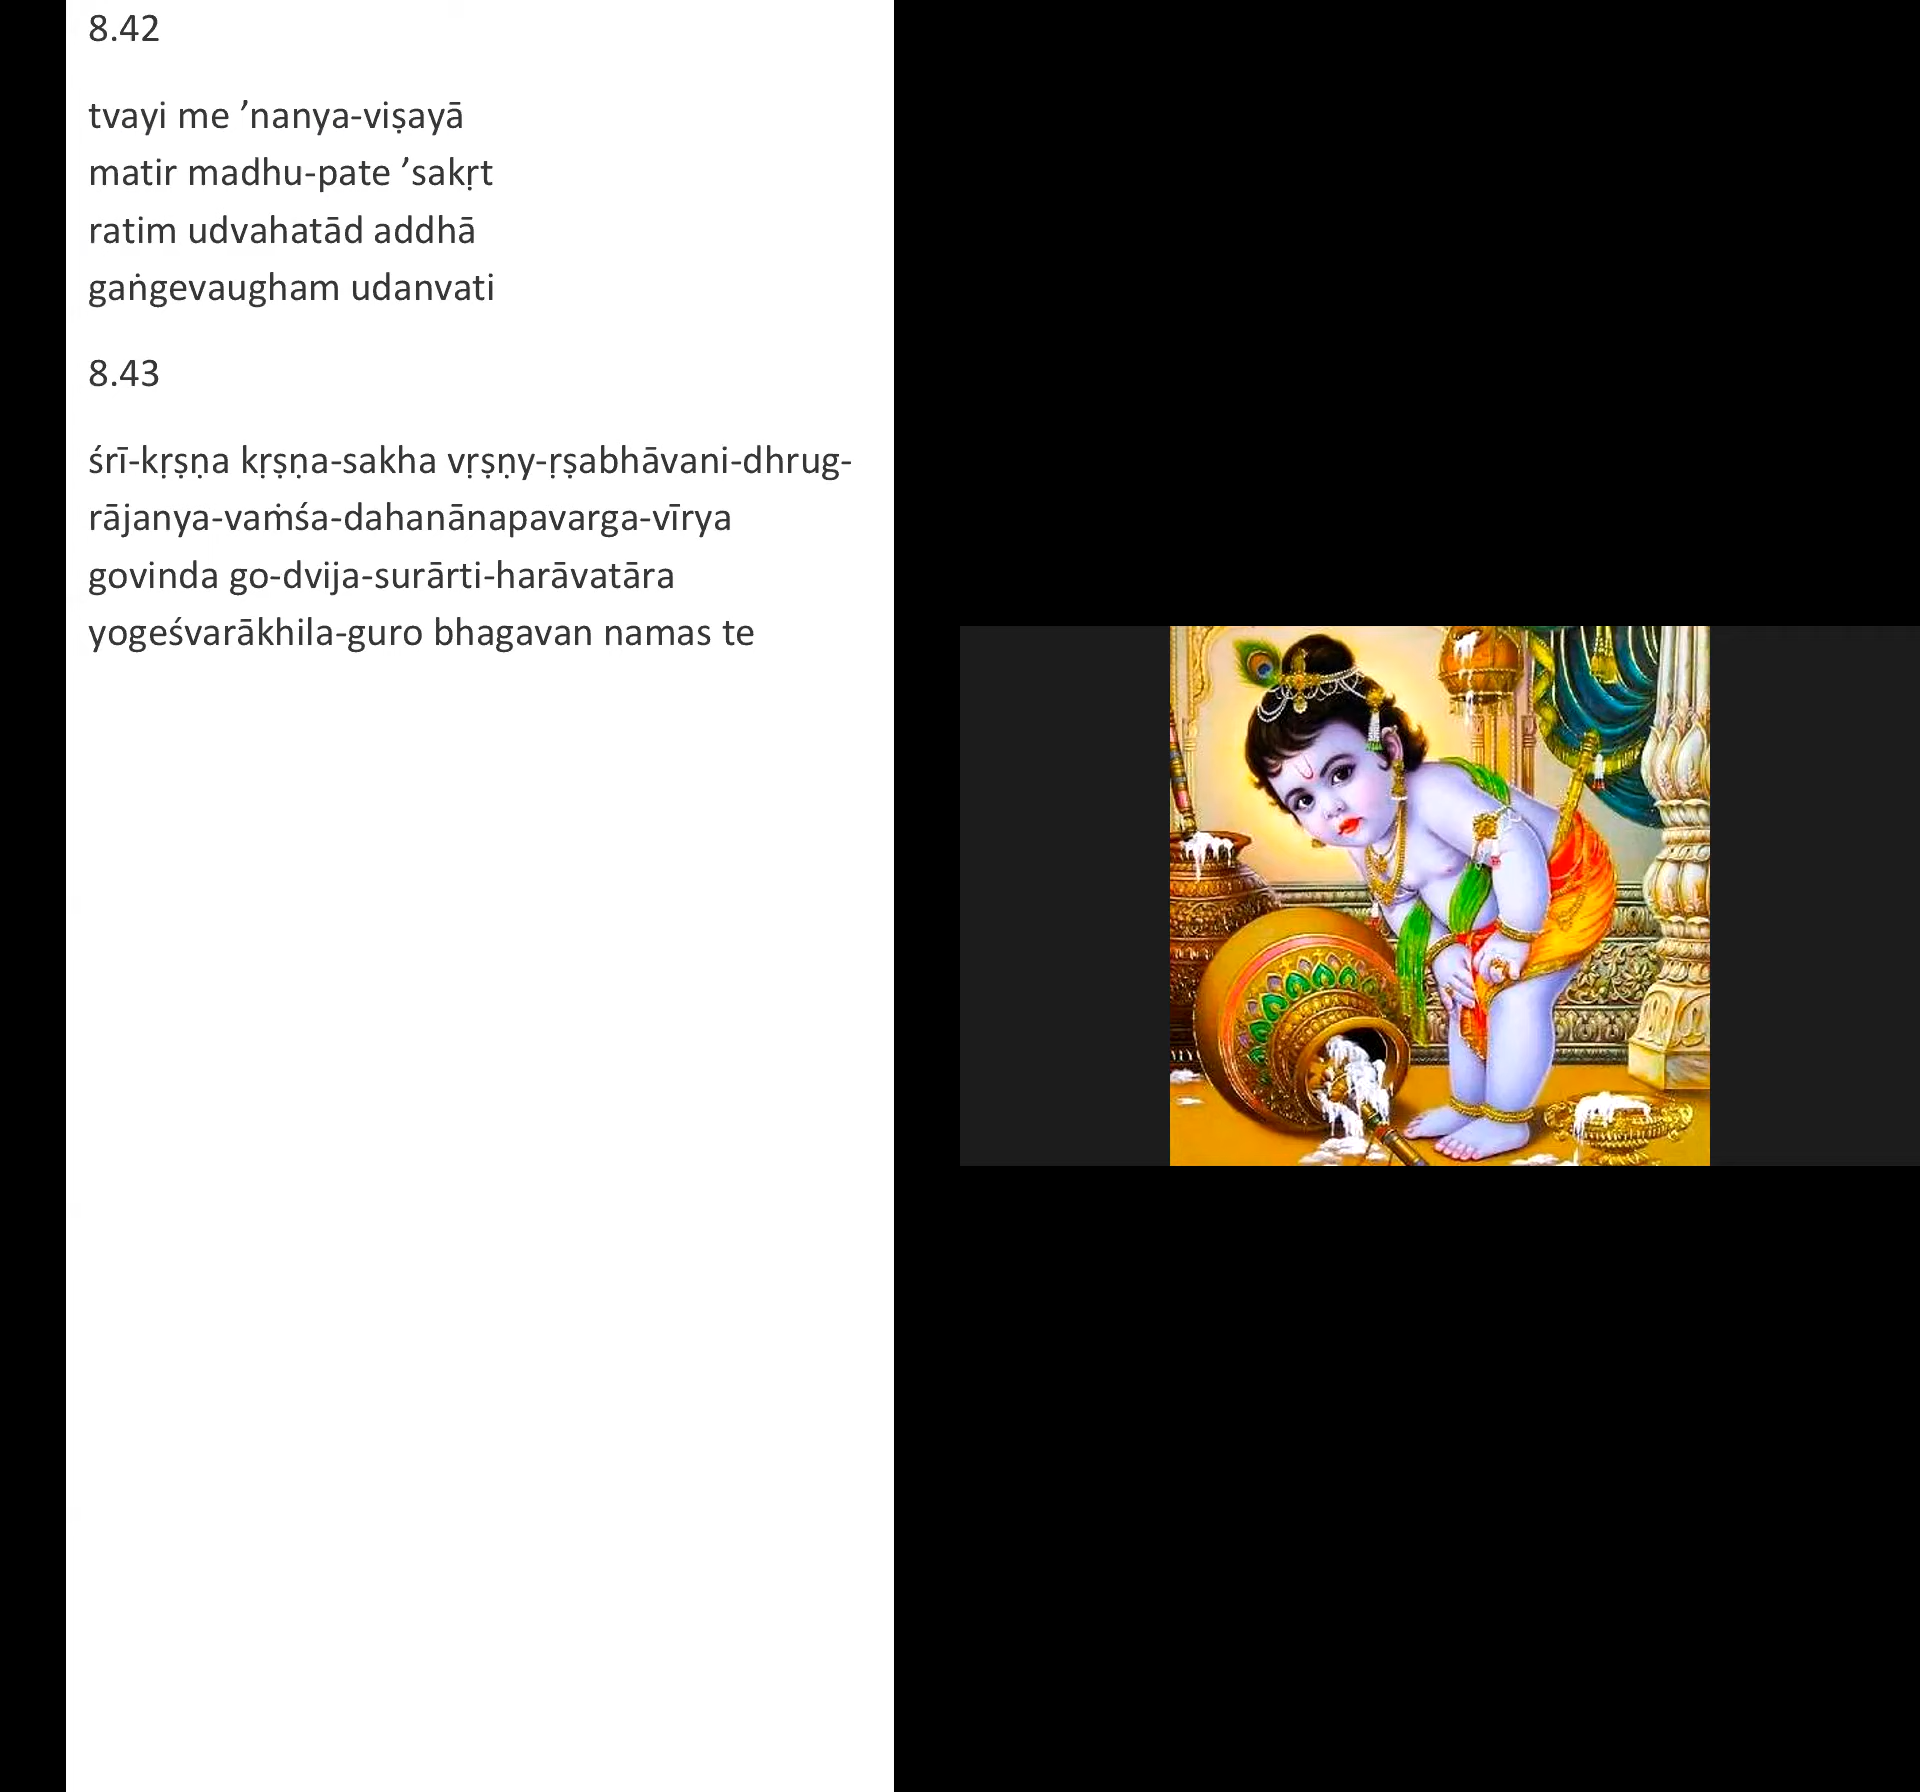 8.42
tvayi me ’nanya-viṣayā
matir madhu-pate ’sakṛt
ratim udvahatād addhā
gaṅgevaugham udanvati
8.43
śrī-kṛṣṇa kṛṣṇa-sakha vṛṣṇy-ṛṣabhāvani-dhrug-
rājanya-vaṁśa-dahanānapavarga-vīrya
govinda go-dvija-surārti-harāvatāra
yogeśvarākhila-guro bhagavan namas te